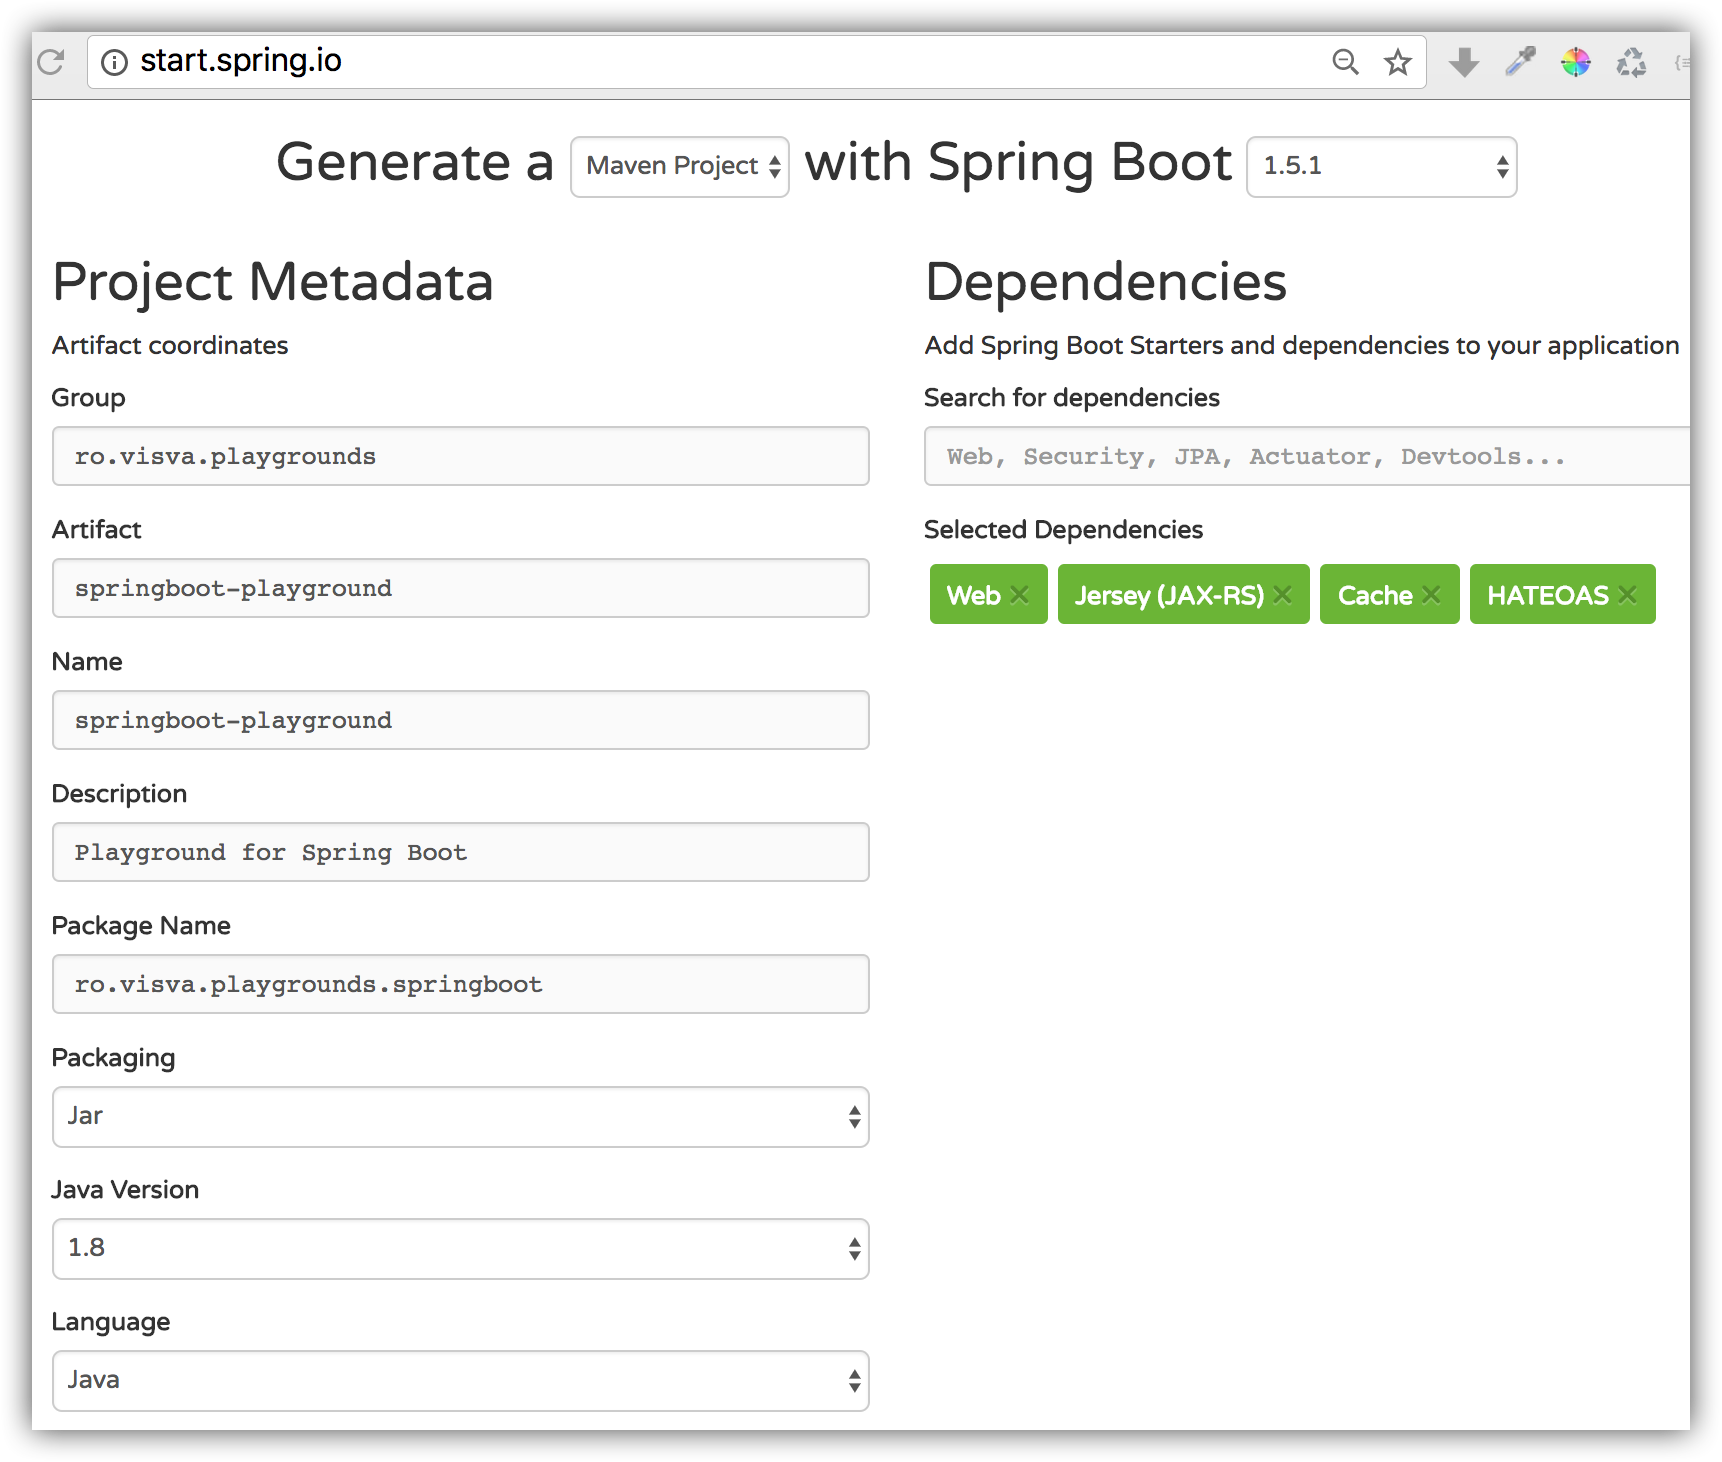 start.spring.io
Generate a Maven Project with Spring Boot 1.5.1
Project Metadata
Artifact coordinates
Group
ro.visva.playgrounds
Artifact
springboot-playground
Name
springboot-playground
Description
Playground for Spring Boot
Package Name
ro.visva.playgrounds.springboot
Packaging
Jar
Java Version
1.8
Language
Java
Dependencies
Add Spring Boot Starters and dependencies to your application
Search for dependencies
Web, Security, JPA, Actuator, Devtools...
Selected Dependencies
Web × Jersey (JAX-RS) × Cache × HATEOAS ×